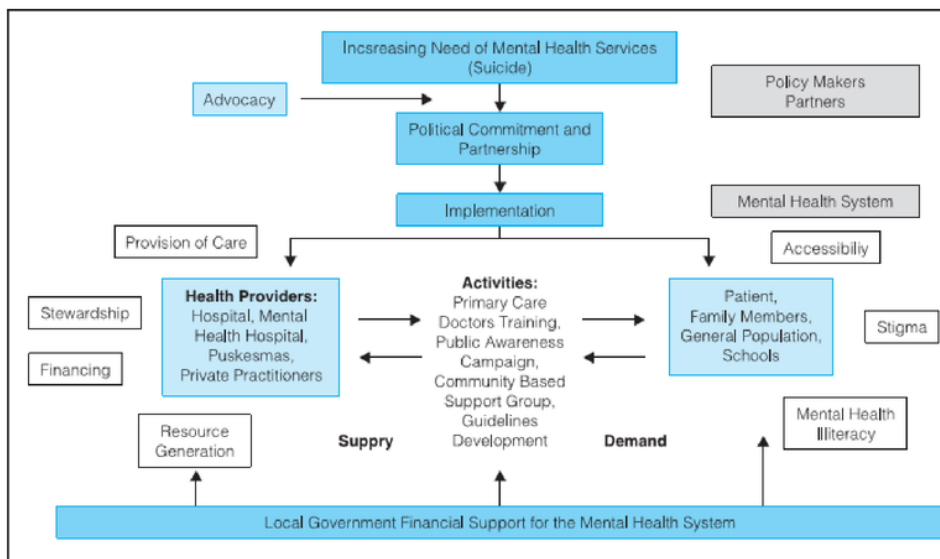 Incsreasing Need of Mental Health Services
(Suicide)
Policy Makers
Partners
Advocacy
Political Commitment and
Partnership
Mental Health System
Implementation
Provision of Care
Accessibiliy
Health Providers:
Hospital, Mental
Health Hospital,
Puskesmas,
Private Practitioners
Activities:
Primary Care
Doctors Training,
Public Awareness
Campaign,
Community Based
Support Group,
Guidelines
Development
Patient,
Family Members,
General Population,
Schools
Stewardship
Stigma
Financing
Resource
Generation
Suppry
Demand
Mental Health
Illiteracy
Local Government Financial Support for the Mental Health System